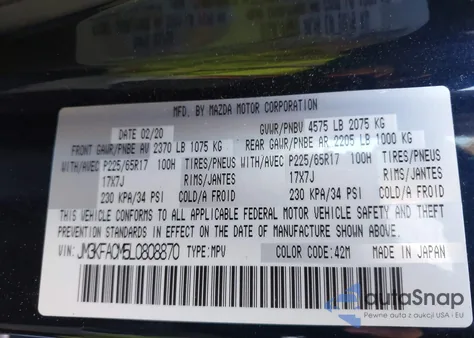 MFD. BY MAZDA MOTOR CORPORATION
DATE 02/20 GVWR/PNBV 4575 LB 2075 KG
FRONT GAWR/PNBE AV 2370 LB 1075 KG REAR GAWR/PNBE AR 2205 LB 1000 KG
WITH/AVEC P225/65R17 100H TIRES/PNEUS WITH/AVEC P225/65R17 100H TIRES/PNEUS
17X7J RIMS/JANTES 17X7J RIMS/JANTES
230 KPA/34 PSI COLD/A FROID 230 KPA/34 PSI COLD/A FROID
THIS VEHICLE CONFORMS TO ALL APPLICABLE FEDERAL MOTOR VEHICLE SAFETY AND THEFT
PREVENTION STANDARDS IN EFFECT ON THE DATE OF MANUFACTURE SHOWN ABOVE.
VIN: JM3KFACM5L0808870 TYPE: MPV COLOR CODE: 42M MADE IN JAPAN
autoSnap
Pewne auta z aukcji USA i EU